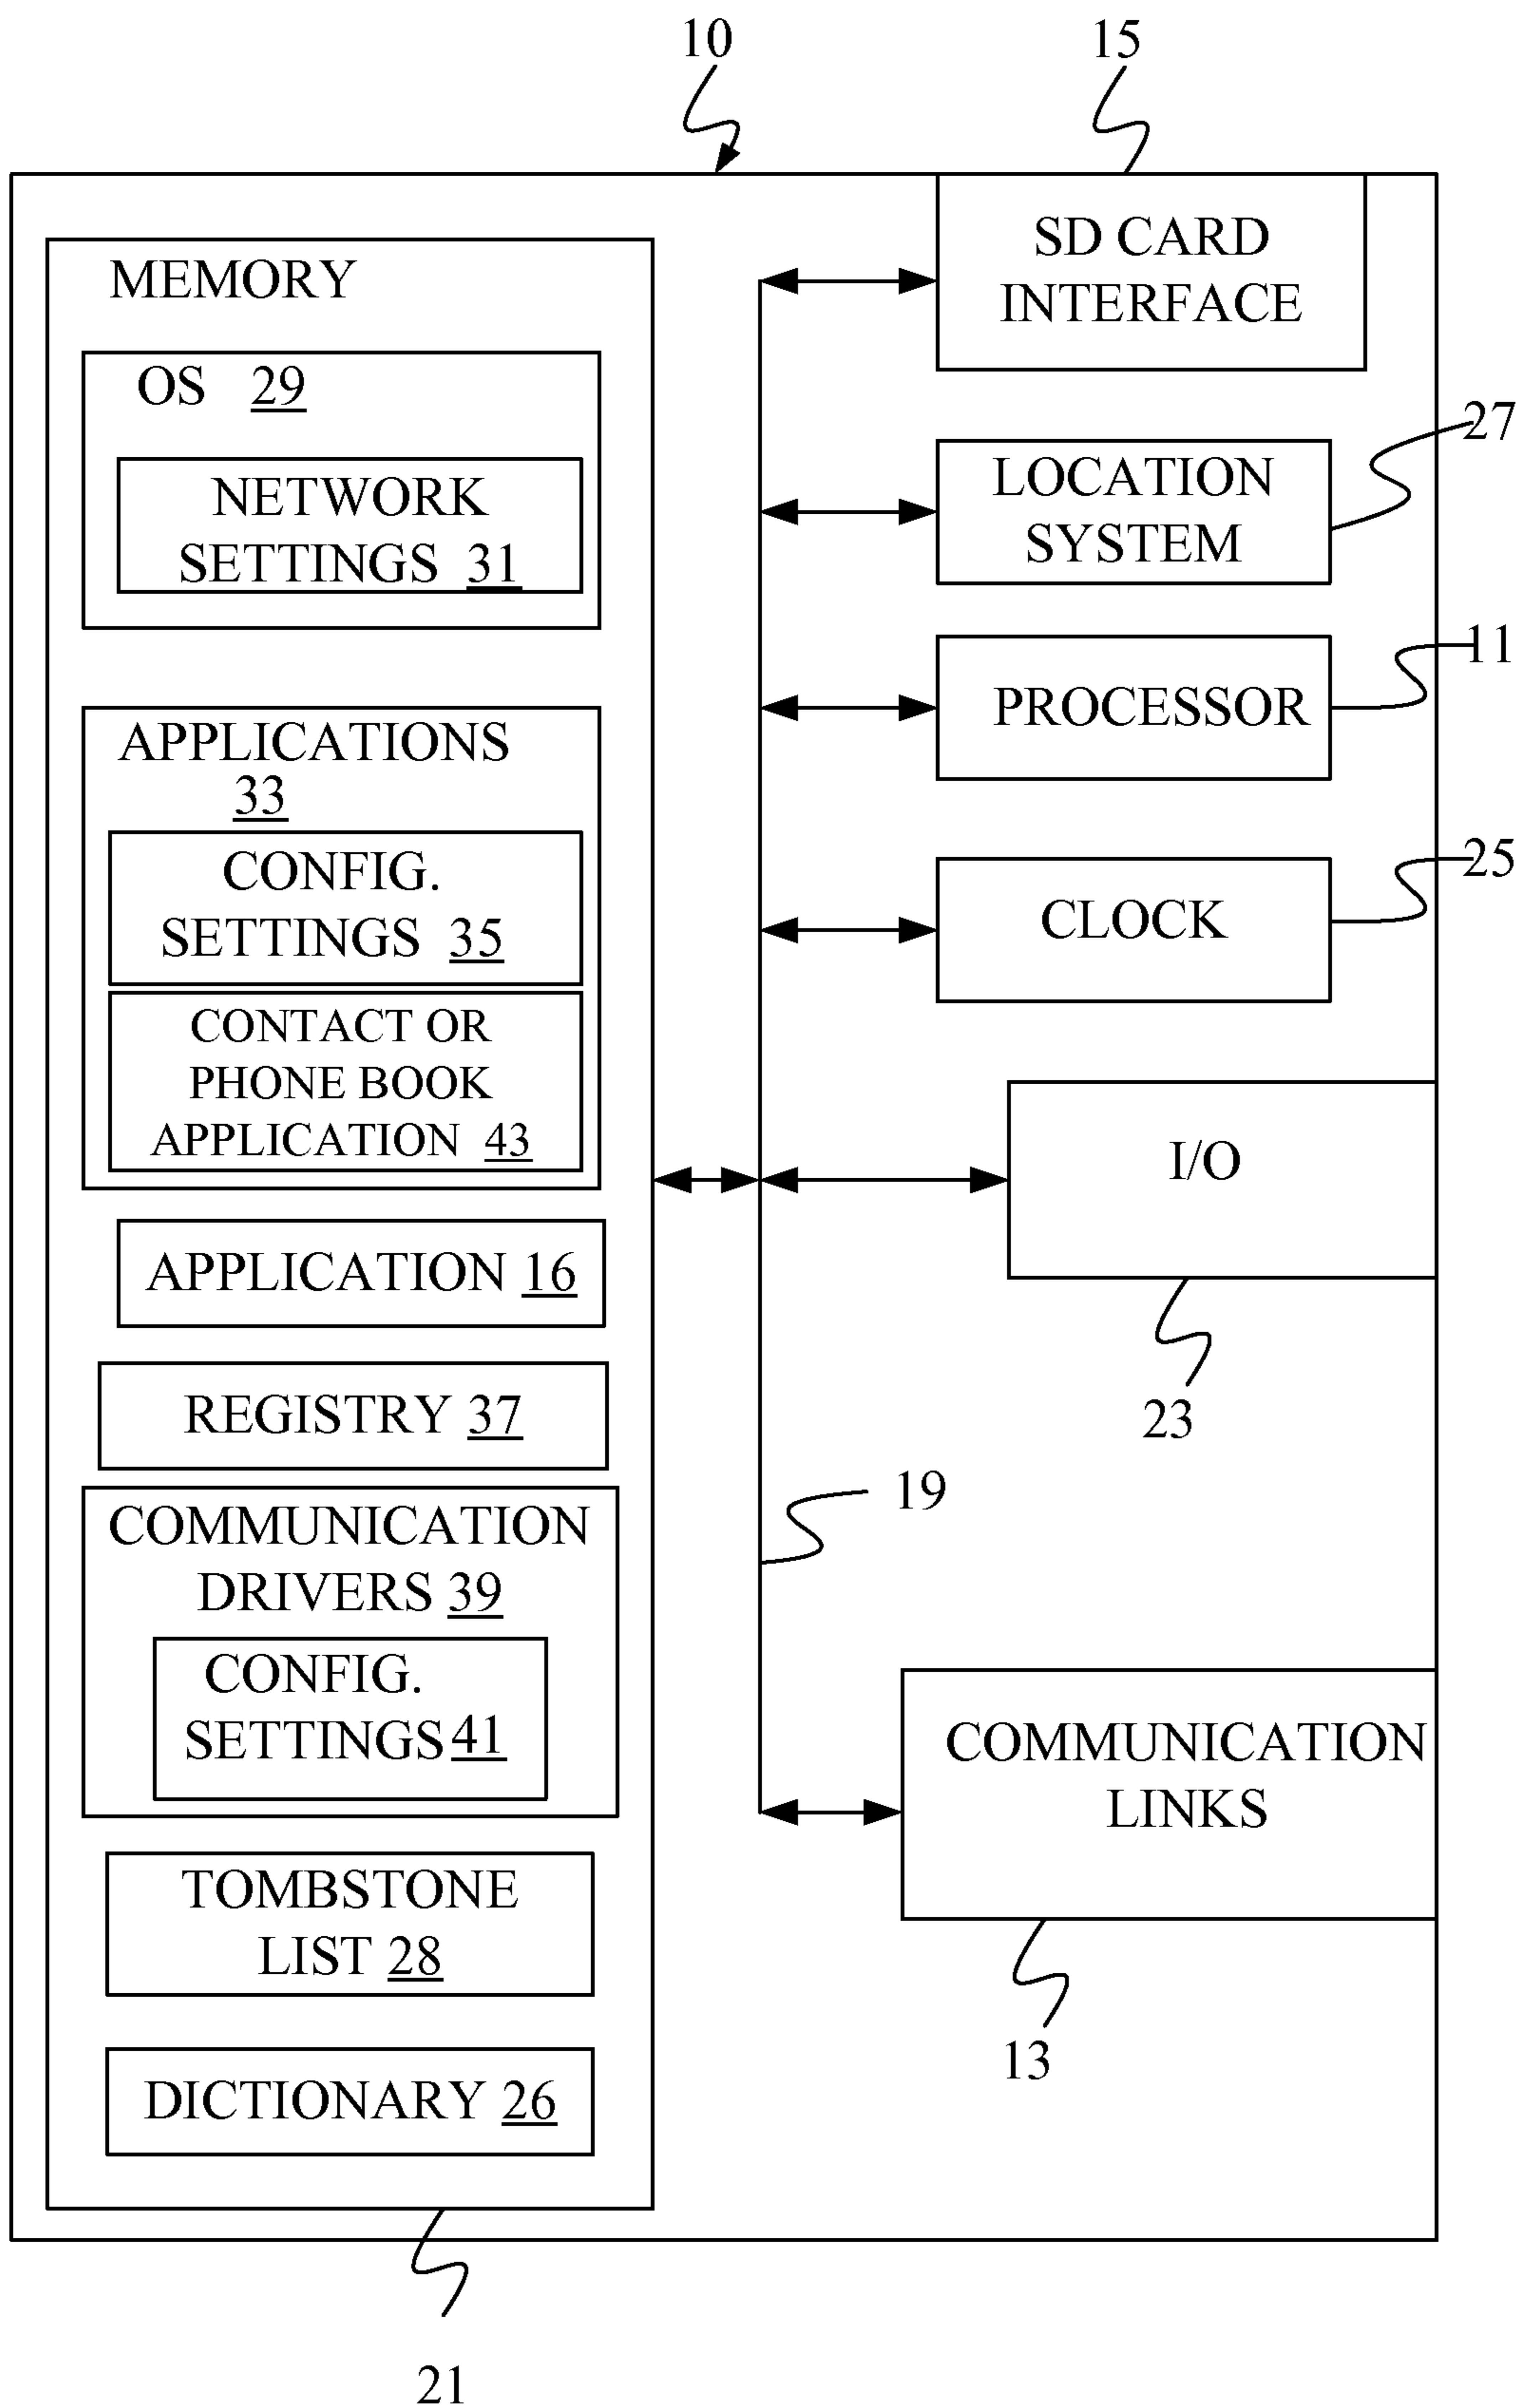 10
15
MEMORY
OS 29
NETWORK
SETTINGS 31
APPLICATIONS
33
CONFIG.
SETTINGS 35
CONTACT OR
PHONE BOOK
APPLICATION 43
APPLICATION 16
REGISTRY 37
COMMUNICATION
DRIVERS 39
CONFIG.
SETTINGS 41
TOMBSTONE
LIST 28
DICTIONARY 26
21
SD CARD
INTERFACE
LOCATION
SYSTEM
27
PROCESSOR
11
CLOCK
25
I/O
23
19
COMMUNICATION
LINKS
13